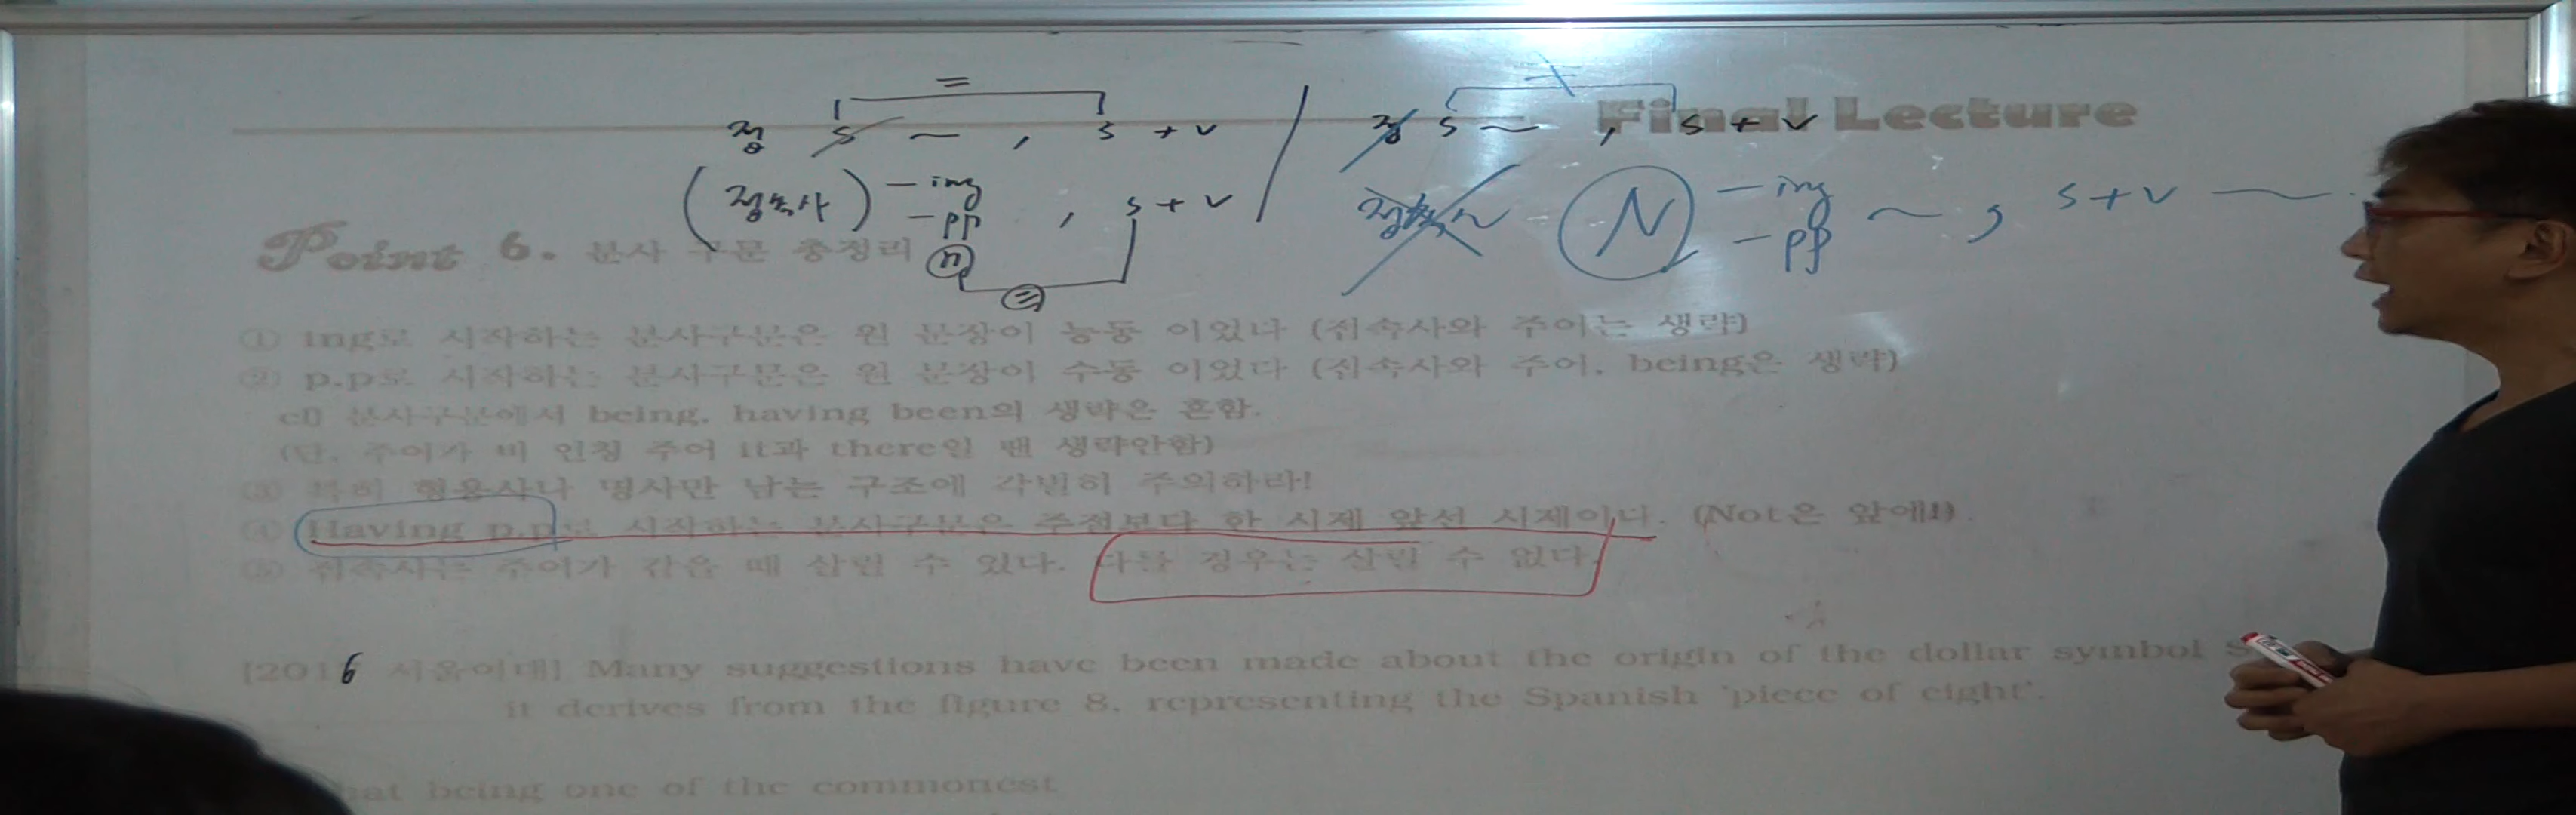 =
접 S ~ , S + V
접 S ~ , S + V
Final Lecture
(접속사) -ing
-pp , S + V
N -ing
-pp ~ , S + V ~
n
=
Point 6. 분사 구문 총정리
① ing로 시작하는 분사구문은 원 문장이 능동 이었다 (접속사와 주어는 생략)
② p.p로 시작하는 분사구문은 원 문장이 수동 이었다 (접속사와 주어, being은 생략)
cf) 분사구문에서 being, having been의 생략은 흔함.
(단, 주어가 비 인칭 주어 it과 there일 땐 생략안함)
③ 특히 형용사나 명사만 남는 구조에 각별히 주의하라!
④ Having p.p로 시작하는 분사구문은 주절보다 한 시제 앞선 시제이다. (Not은 앞에!)
⑤ 접속사는 주어가 같을 때 살릴 수 있다. 다를 경우는 살릴 수 없다.
[2016 서울여대] Many suggestions have been made about the origin of the dollar symbol
it derives from the figure 8, representing the Spanish 'piece of eight'.
being one of the commonest